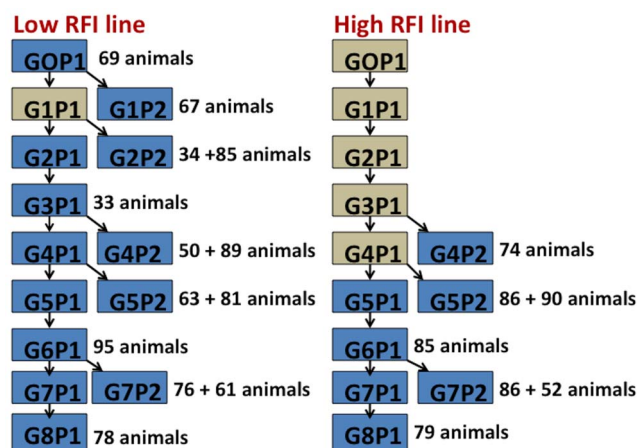 Low RFI line High RFI line
GOP1 69 animals GOP1
G1P1 G1P2 67 animals G1P1
G2P1 G2P2 34 +85 animals G2P1
G3P1 33 animals G3P1
G4P1 G4P2 50 + 89 animals G4P1 G4P2 74 animals
G5P1 G5P2 63 + 81 animals G5P1 G5P2 86 + 90 animals
G6P1 95 animals G6P1 85 animals
G7P1 G7P2 76 + 61 animals G7P1 G7P2 86 + 52 animals
G8P1 78 animals G8P1 79 animals